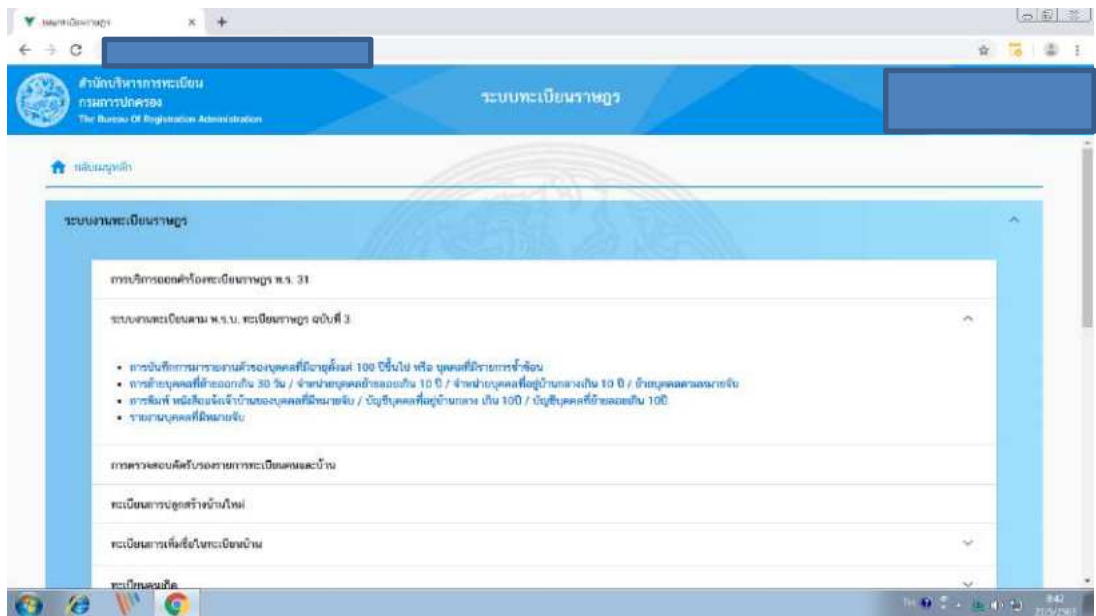 สำนักบริหารการทะเบียน
กรมการปกครอง
The Bureau Of Registration Administration
ระบบทะเบียนราษฎร
กลับเมนูหลัก
ระบบงานทะเบียนราษฎร
การบริการออกคำร้องทะเบียนราษฎร พ.ร. 31
ระบบงานทะเบียนตาม พ.ร.บ. ทะเบียนราษฎร ฉบับที่ 3
• การบันทึกการมารายงานตัวของบุคคลที่มีอายุตั้งแต่ 100 ปีขึ้นไป หรือ บุคคลที่มีรายการซ้ำซ้อน
• การย้ายบุคคลที่ย้ายออกเกิน 30 วัน / จำหน่ายบุคคลย้ายลอยเกิน 10 ปี / จำหน่ายบุคคลที่อยู่บ้านกลางเกิน 10 ปี / ย้ายบุคคลตามหมายจับ
• การพิมพ์ หนังสือแจ้งเจ้าบ้านของบุคคลที่มีหมายจับ / บัญชีบุคคลที่อยู่บ้านกลาง เกิน 10ปี / บัญชีบุคคลที่ย้ายลอยเกิน 10ปี
• รายงานบุคคลที่มีหมายจับ
การตรวจสอบคัดรับรองรายการทะเบียนคนและบ้าน
ทะเบียนการปลูกสร้างบ้านใหม่
ทะเบียนการเพิ่มชื่อในทะเบียนบ้าน
ทะเบียนคนเกิด
TH
8:42